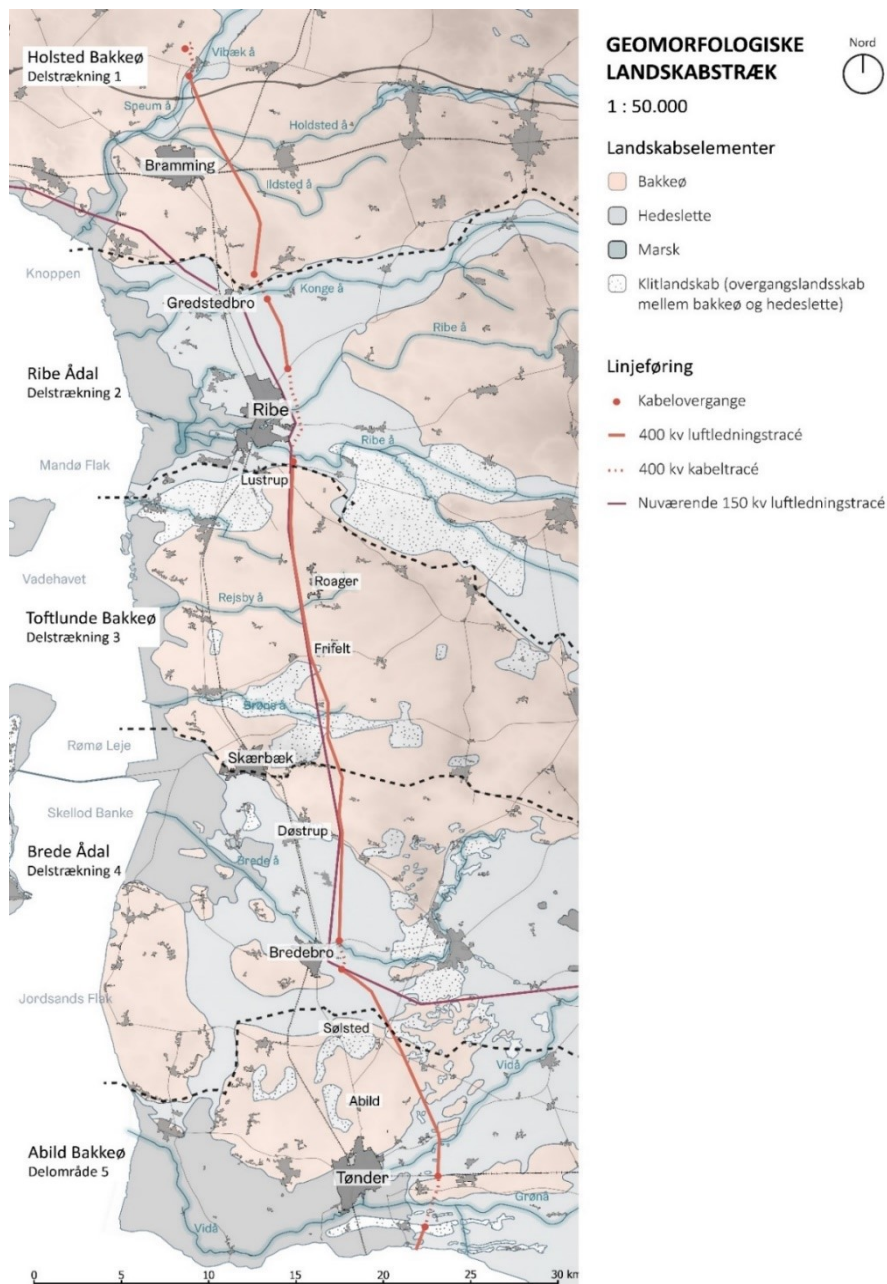 Holsted Bakkeø
Delstrækning 1
Vibæk å
Sneum å
Holdsted å
Bramming
Ildsted å
Knoppen
Gredstedbro
Konge å
Ribe å
Ribe Ådal
Delstrækning 2
Ribe
Ribe å
Mandø Flak
Lustrup
Vadehavet
Roager
Rejsby å
Toftlunde Bakkeø
Delstrækning 3
Frifelt
Brøns å
Rømø Leje
Skærbæk
Skellod Banke
Døstrup
Brede Ådal
Delstrækning 4
Brede å
Bredebro
Jordsands Flak
Sølsted
Vidå
Abild
Abild Bakkeø
Delområde 5
Tønder
Grønå
Vidå
0 5 10 15 20 25 30 km
GEOMORFOLOGISKE
LANDSKABSTRÆK
Nord
1 : 50.000
Landskabselementer
Bakkeø
Hedeslette
Marsk
Klitlandskab (overgangslandsskab
mellem bakkeø og hedeslette)
Linjeføring
Kabelovergange
400 kv luftledningstracé
400 kv kabeltracé
Nuværende 150 kv luftledningstracé